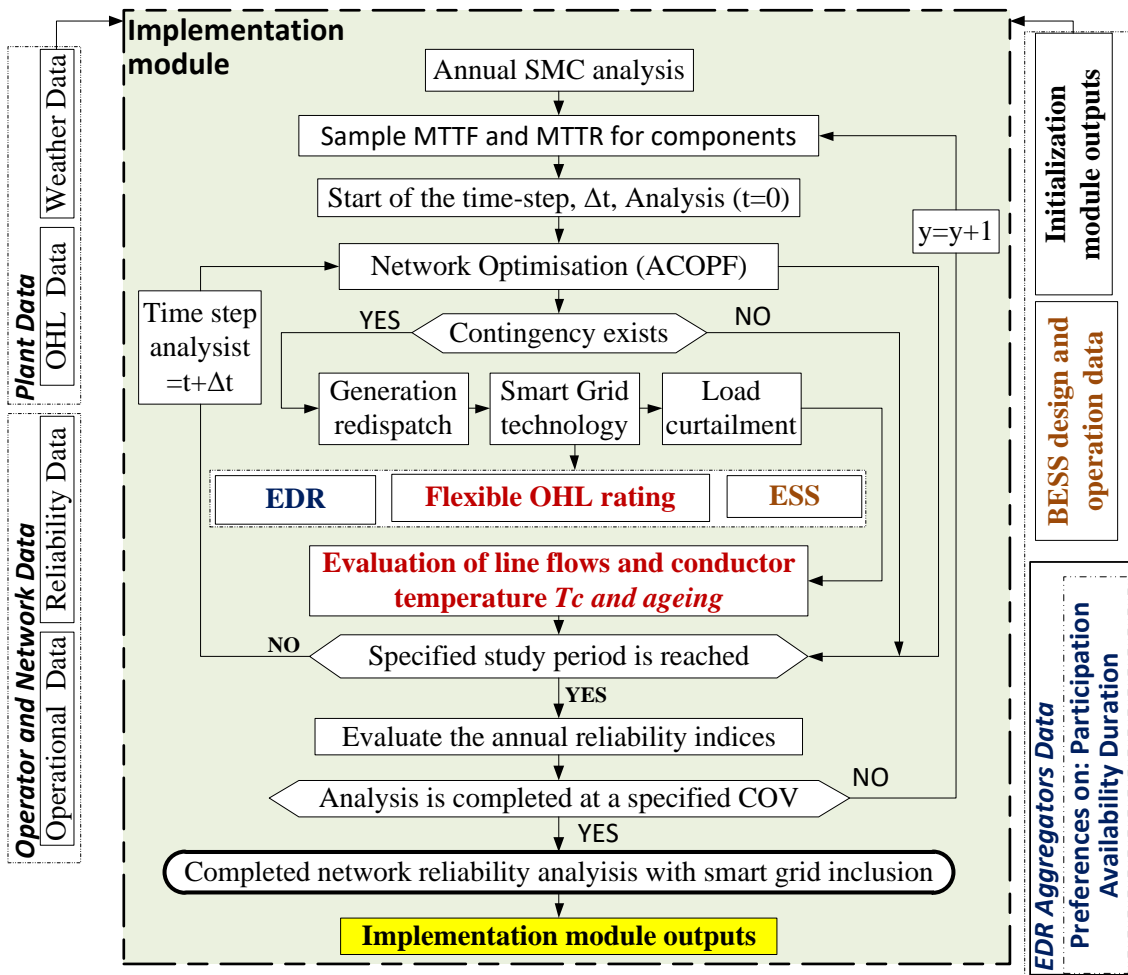 Implementation
module
Annual SMC analysis
Sample MTTF and MTTR for components
Start of the time-step, Δt, Analysis (t=0)
y=y+1
Network Optimisation (ACOPF)
Time step
analysist
=t+Δt
YES
Contingency exists
NO
Generation
redispatch
Smart Grid
technology
Load
curtailment
EDR
Flexible OHL rating
ESS
Evaluation of line flows and conductor
temperature Tc and ageing
NO
Specified study period is reached
YES
Evaluate the annual reliability indices
Analysis is completed at a specified COV
NO
YES
Completed network reliability analyisis with smart grid inclusion
Implementation module outputs
Plant Data
Weather Data
OHL Data
Operator and Network Data
Reliability Data
Operational Data
Initialization
module outputs
BESS design and
operation data
EDR Aggregators Data
Preferences on: Participation
Availability Duration